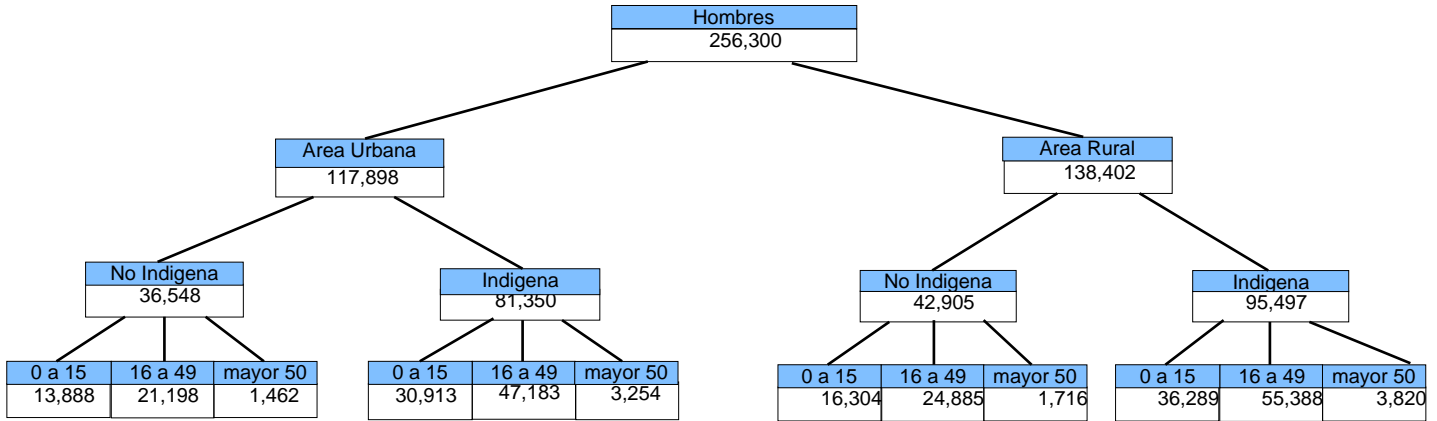 Hombres
256,300
Area Urbana
117,898
Area Rural
138,402
No Indigena
36,548
Indigena
81,350
No Indigena
42,905
Indigena
95,497
0 a 15 16 a 49 mayor 50
13,888 21,198 1,462
0 a 15 16 a 49 mayor 50
30,913 47,183 3,254
0 a 15 16 a 49 mayor 50
16,304 24,885 1,716
0 a 15 16 a 49 mayor 50
36,289 55,388 3,820